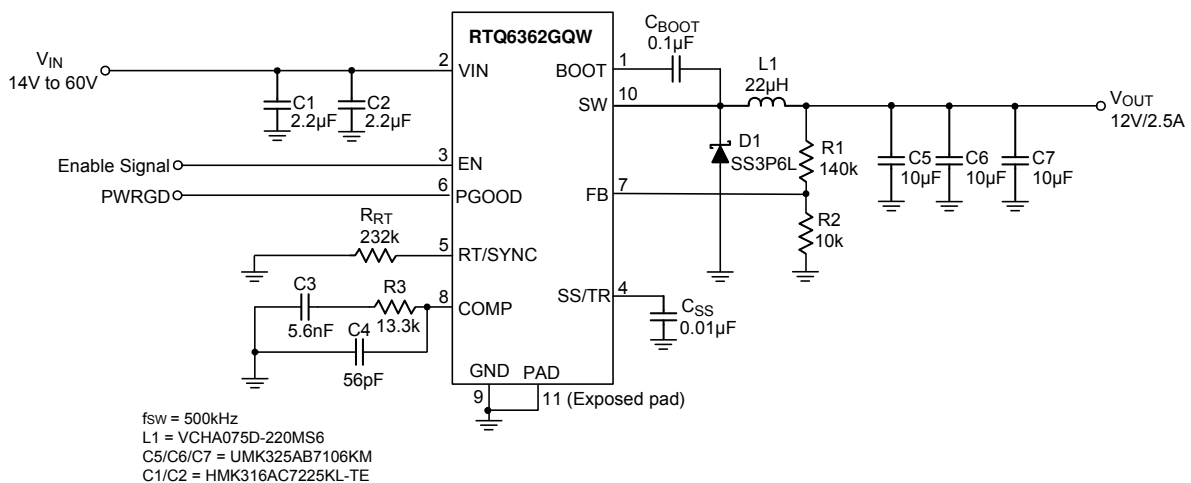 RTQ6362GQW
VIN
14V to 60V
2
VIN
C1
2.2µF
C2
2.2µF
Enable Signal
3
EN
PWRGD
6
PGOOD
RRT
232k
5
RT/SYNC
C3
5.6nF
R3
13.3k
8
COMP
C4
56pF
GND
9
PAD
11 (Exposed pad)
BOOT
1
CBOOT
0.1µF
SW
10
L1
22µH
D1
SS3P6L
R1
140k
FB
7
R2
10k
SS/TR
4
CSS
0.01µF
C5
10µF
C6
10µF
C7
10µF
VOUT
12V/2.5A
fSW = 500kHz
L1 = VCHA075D-220MS6
C5/C6/C7 = UMK325AB7106KM
C1/C2 = HMK316AC7225KL-TE